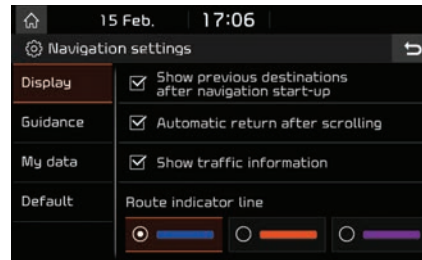 15 Feb. 17:06
Navigation settings
Display
Show previous destinations
after navigation start-up
Guidance
Automatic return after scrolling
My data
Show traffic information
Default
Route indicator line